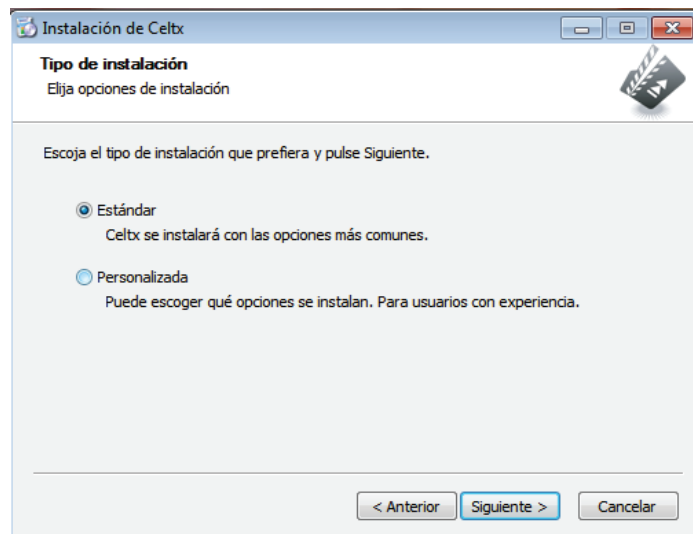 Instalación de Celtx
Tipo de instalación
Elija opciones de instalación
Escoja el tipo de instalación que prefiera y pulse Siguiente.
Estándar
Celtx se instalará con las opciones más comunes.
Personalizada
Puede escoger qué opciones se instalan. Para usuarios con experiencia.
< Anterior Siguiente > Cancelar